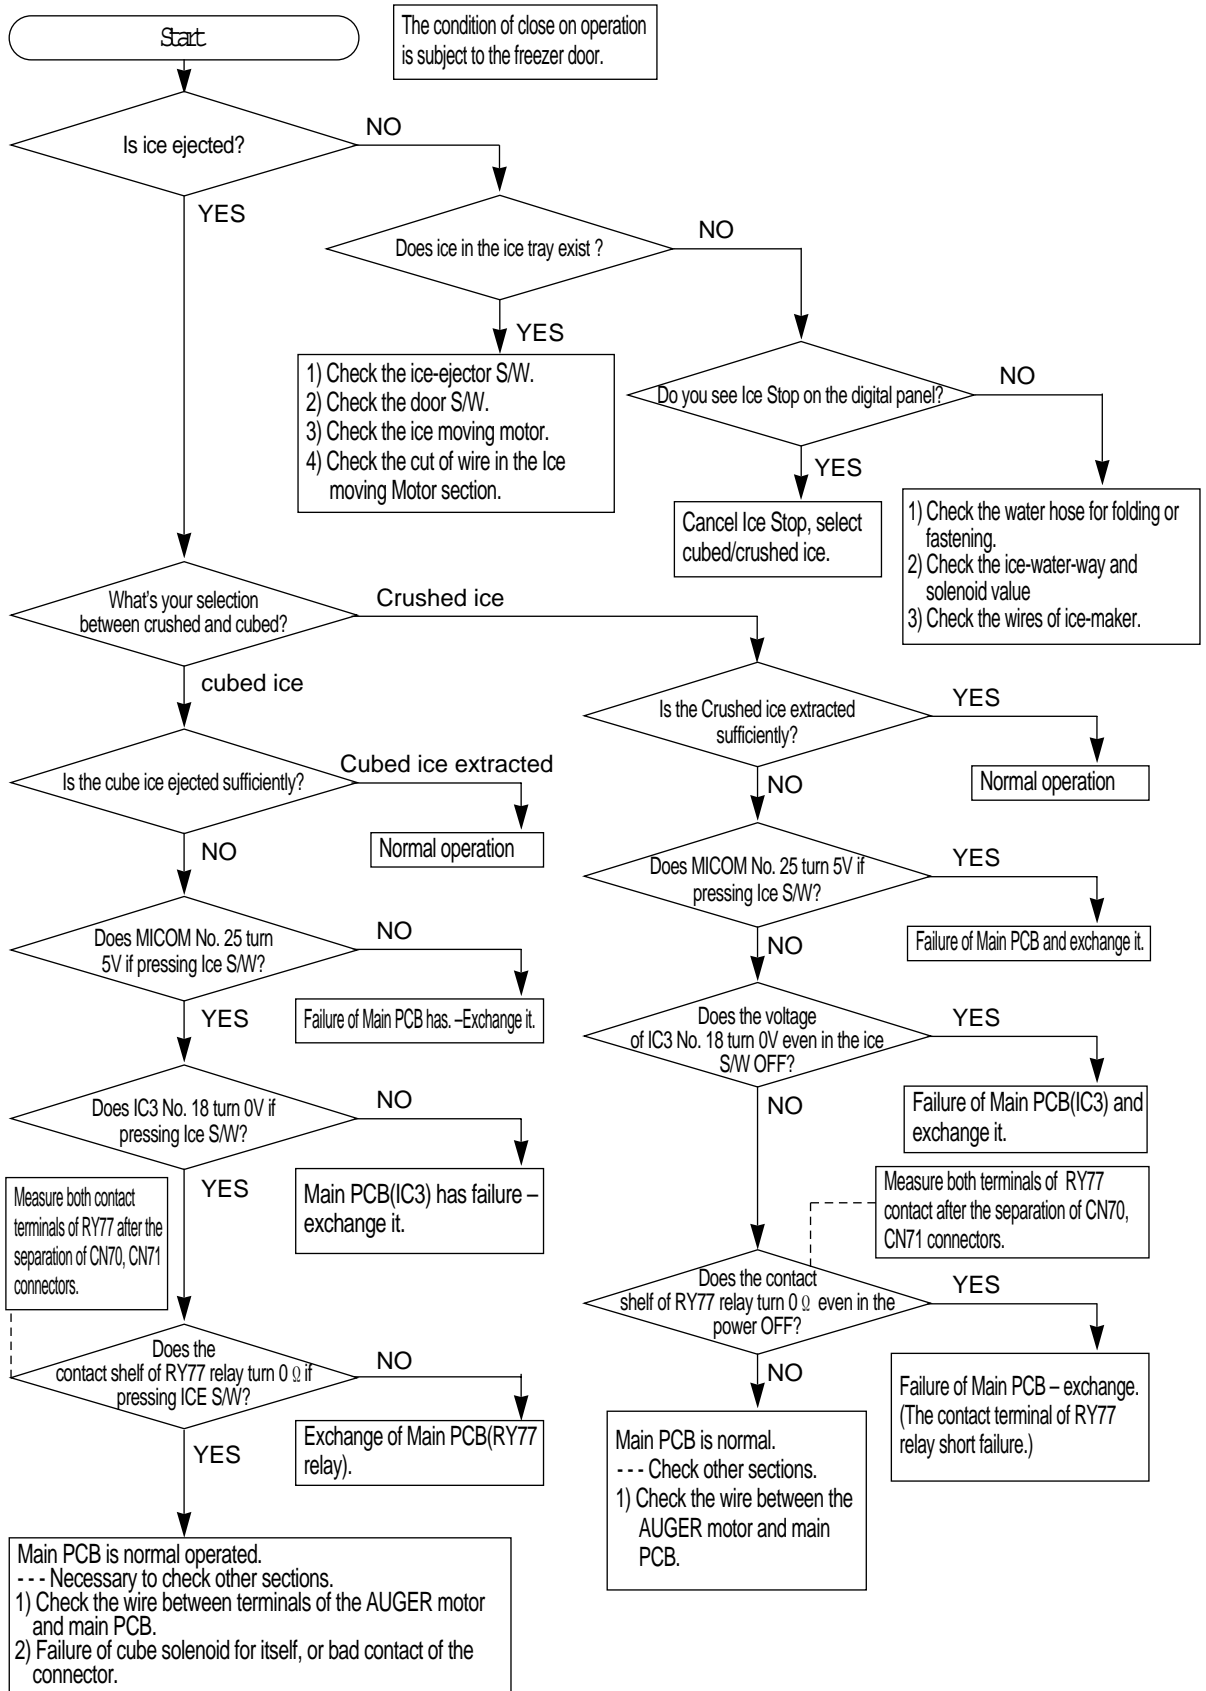 Start
The condition of close on operation
is subject to the freezer door.
Is ice ejected?
NO
YES
Does ice in the ice tray exist ?
NO
YES
1) Check the ice-ejector S/W.
2) Check the door S/W.
3) Check the ice moving motor.
4) Check the cut of wire in the Ice
moving Motor section.
Do you see Ice Stop on the digital panel?
NO
YES
Cancel Ice Stop, select
cubed/crushed ice.
1) Check the water hose for folding or
fastening.
2) Check the ice-water-way and
solenoid value
3) Check the wires of ice-maker.
What's your selection
between crushed and cubed?
Crushed ice
cubed ice
Is the cube ice ejected sufficiently?
Cubed ice extracted
Normal operation
NO
Does MICOM No. 25 turn
5V if pressing Ice S/W?
NO
Failure of Main PCB has. –Exchange it.
YES
Does IC3 No. 18 turn 0V if
pressing Ice S/W?
NO
Main PCB(IC3) has failure –
exchange it.
YES
Measure both contact
terminals of RY77 after the
separation of CN70, CN71
connectors.
Does the
contact shelf of RY77 relay turn 0 Ω if
pressing ICE S/W?
NO
Exchange of Main PCB(RY77
relay).
YES
Main PCB is normal operated.
--- Necessary to check other sections.
1) Check the wire between terminals of the AUGER motor
and main PCB.
2) Failure of cube solenoid for itself, or bad contact of the
connector.
Is the Crushed ice extracted
sufficiently?
YES
Normal operation
NO
Does MICOM No. 25 turn 5V if
pressing Ice S/W?
YES
Failure of Main PCB and exchange it.
NO
Does the voltage
of IC3 No. 18 turn 0V even in the ice
S/W OFF?
YES
Failure of Main PCB(IC3) and
exchange it.
NO
Measure both terminals of RY77
contact after the separation of CN70,
CN71 connectors.
Does the contact
shelf of RY77 relay turn 0 Ω even in the
power OFF?
YES
Failure of Main PCB – exchange.
(The contact terminal of RY77
relay short failure.)
NO
Main PCB is normal.
--- Check other sections.
1) Check the wire between the
AUGER motor and main
PCB.